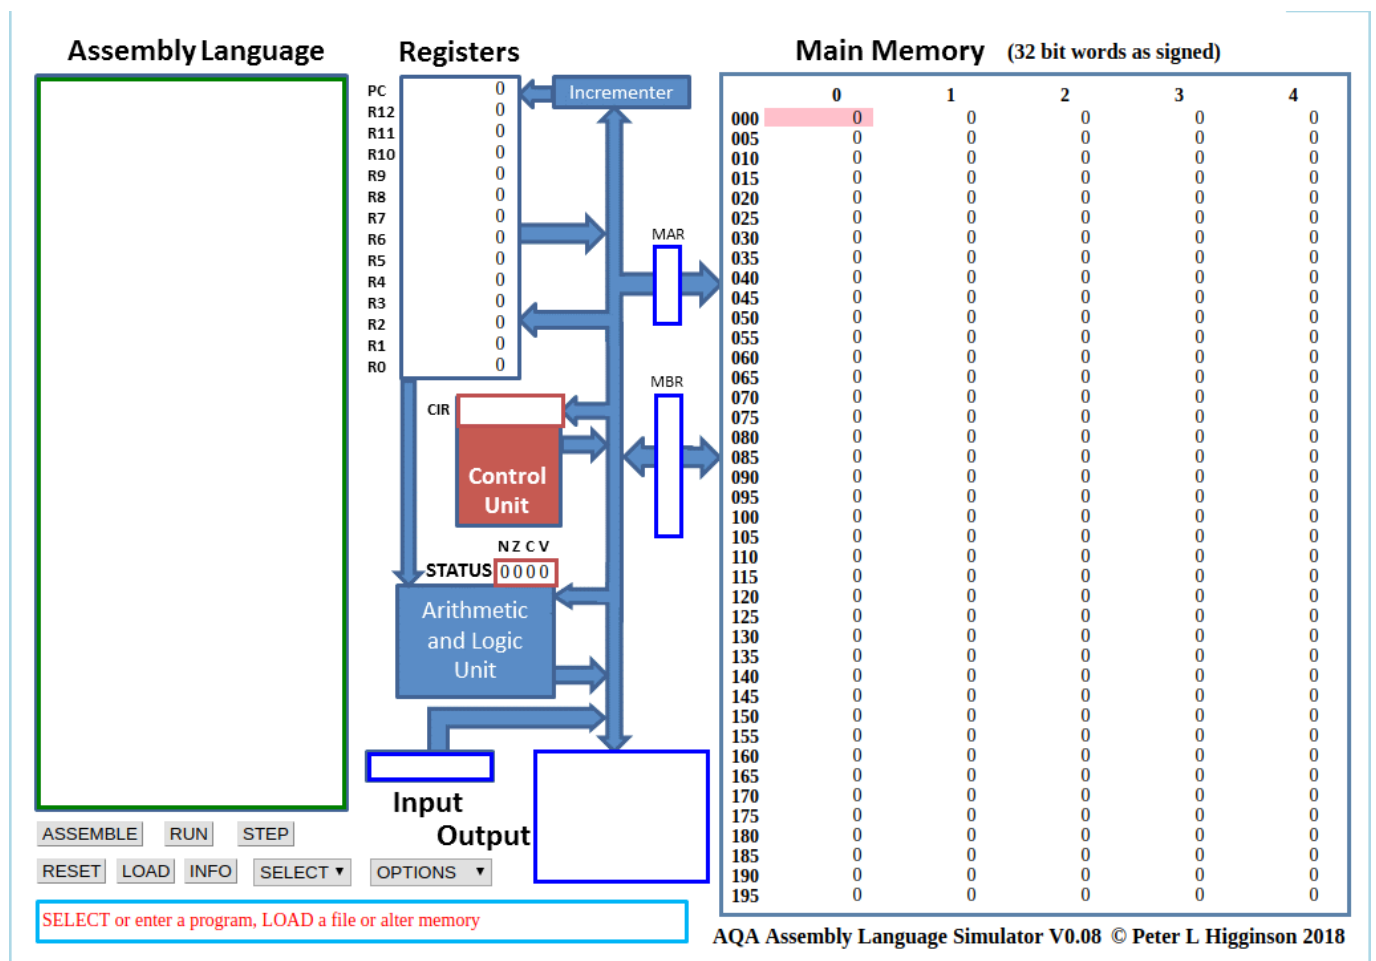 Assembly Language
Registers
Main Memory (32 bit words as signed)
PC 0
R12 0
R11 0
R10 0
R9 0
R8 0
R7 0
R6 0
R5 0
R4 0
R3 0
R2 0
R1 0
R0 0
Incrementer
MAR
MBR
CIR
Control
Unit
N Z C V
STATUS 0 0 0 0
Arithmetic
and Logic
Unit
Input
Output
0 1 2 3 4
000 0 0 0 0 0
005 0 0 0 0 0
010 0 0 0 0 0
015 0 0 0 0 0
020 0 0 0 0 0
025 0 0 0 0 0
030 0 0 0 0 0
035 0 0 0 0 0
040 0 0 0 0 0
045 0 0 0 0 0
050 0 0 0 0 0
055 0 0 0 0 0
060 0 0 0 0 0
065 0 0 0 0 0
070 0 0 0 0 0
075 0 0 0 0 0
080 0 0 0 0 0
085 0 0 0 0 0
090 0 0 0 0 0
095 0 0 0 0 0
100 0 0 0 0 0
105 0 0 0 0 0
110 0 0 0 0 0
115 0 0 0 0 0
120 0 0 0 0 0
125 0 0 0 0 0
130 0 0 0 0 0
135 0 0 0 0 0
140 0 0 0 0 0
145 0 0 0 0 0
150 0 0 0 0 0
155 0 0 0 0 0
160 0 0 0 0 0
165 0 0 0 0 0
170 0 0 0 0 0
175 0 0 0 0 0
180 0 0 0 0 0
185 0 0 0 0 0
190 0 0 0 0 0
195 0 0 0 0 0
ASSEMBLE RUN STEP
RESET LOAD INFO SELECT ▼ OPTIONS ▼
SELECT or enter a program, LOAD a file or alter memory
AQA Assembly Language Simulator V0.08 © Peter L Higginson 2018